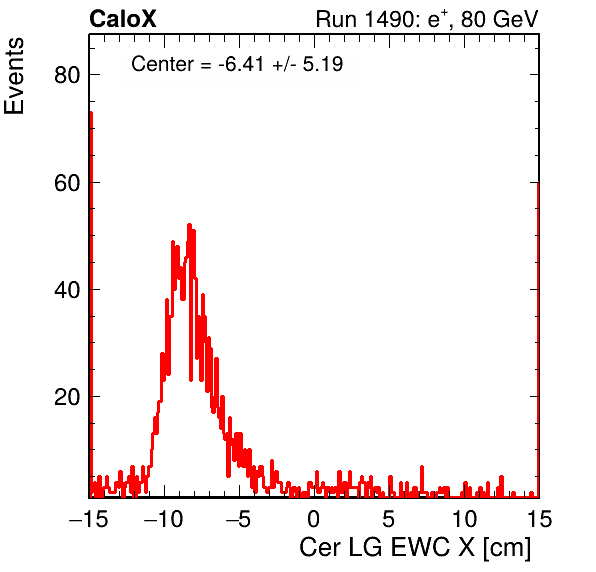 CaloX
Run 1490: e+, 80 GeV
Center = -6.41 +/- 5.19
Events
80
60
40
20
−15 −10 −5 0 5 10 15
Cer LG EWC X [cm]